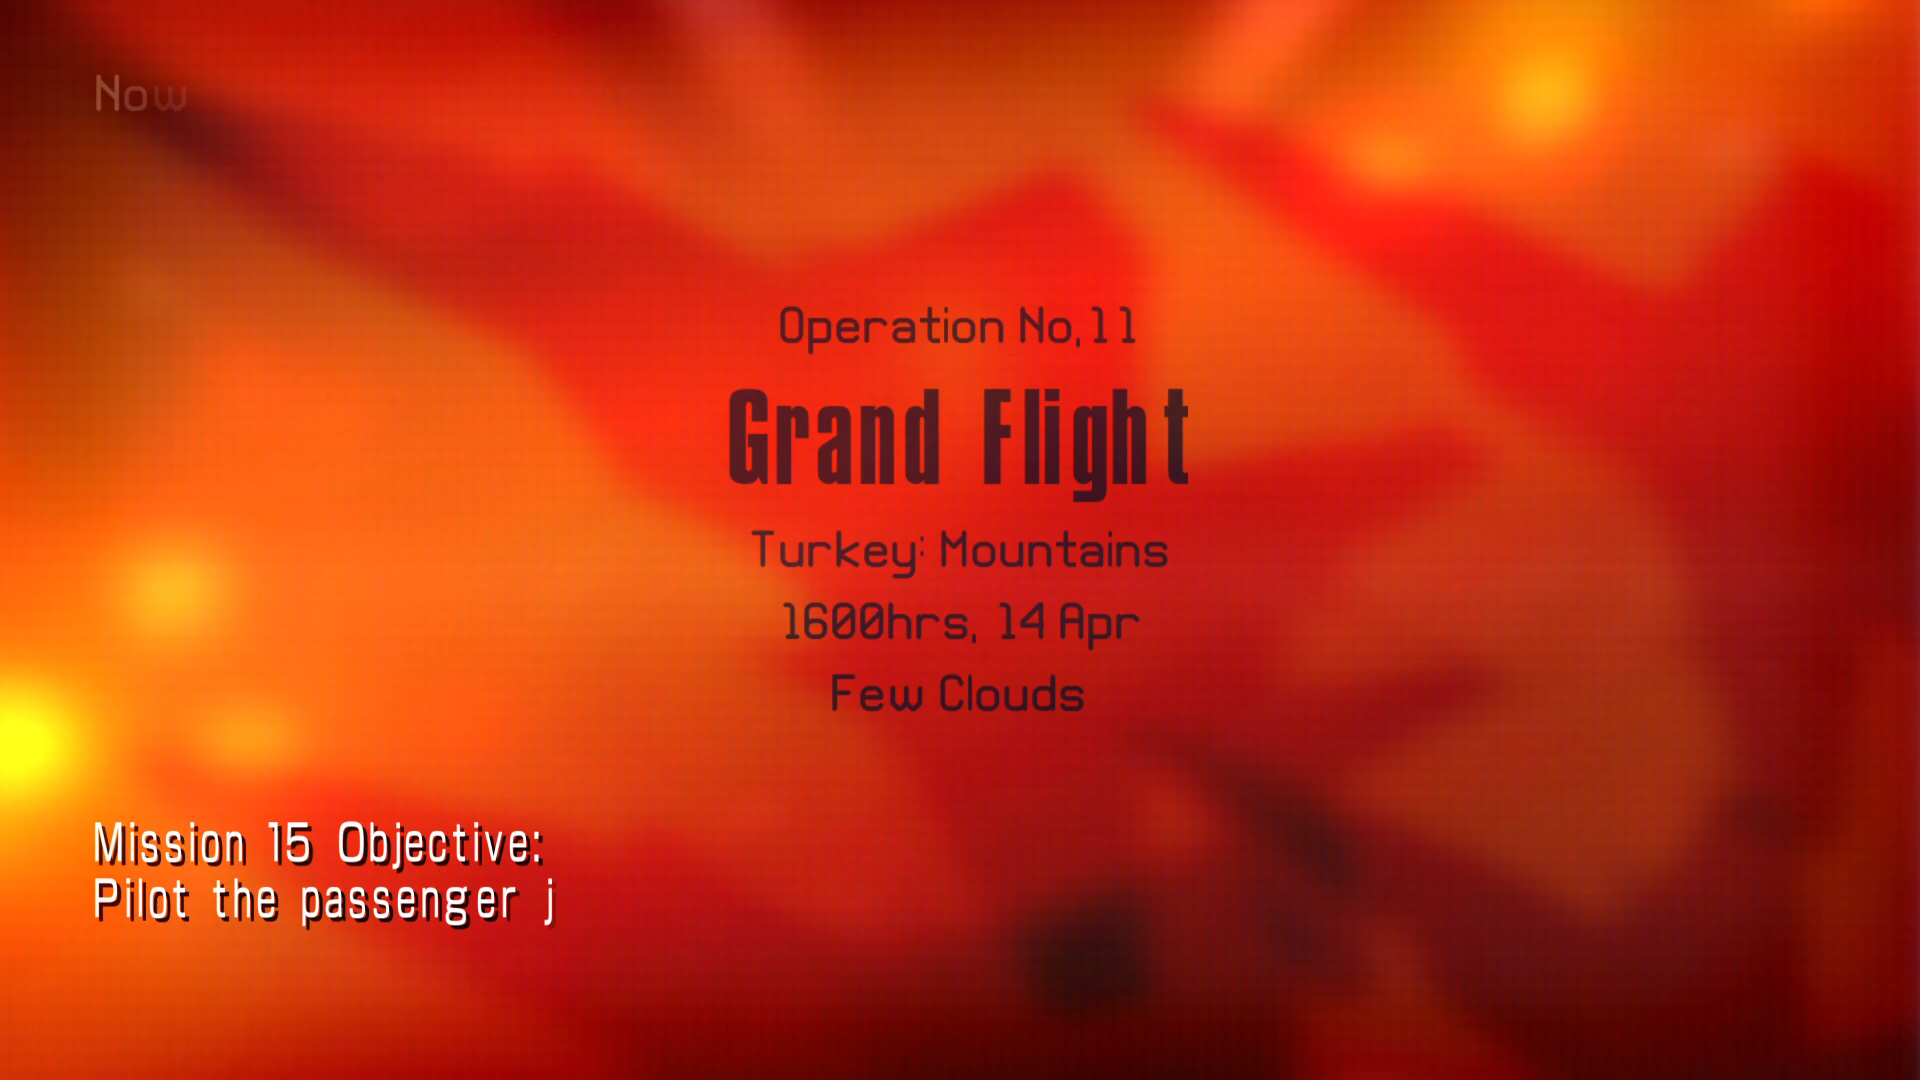 Now
Operation No.11
Grand Flight
Turkey: Mountains
1600hrs, 14 Apr
Few Clouds
Mission 15 Objective:
Pilot the passenger j